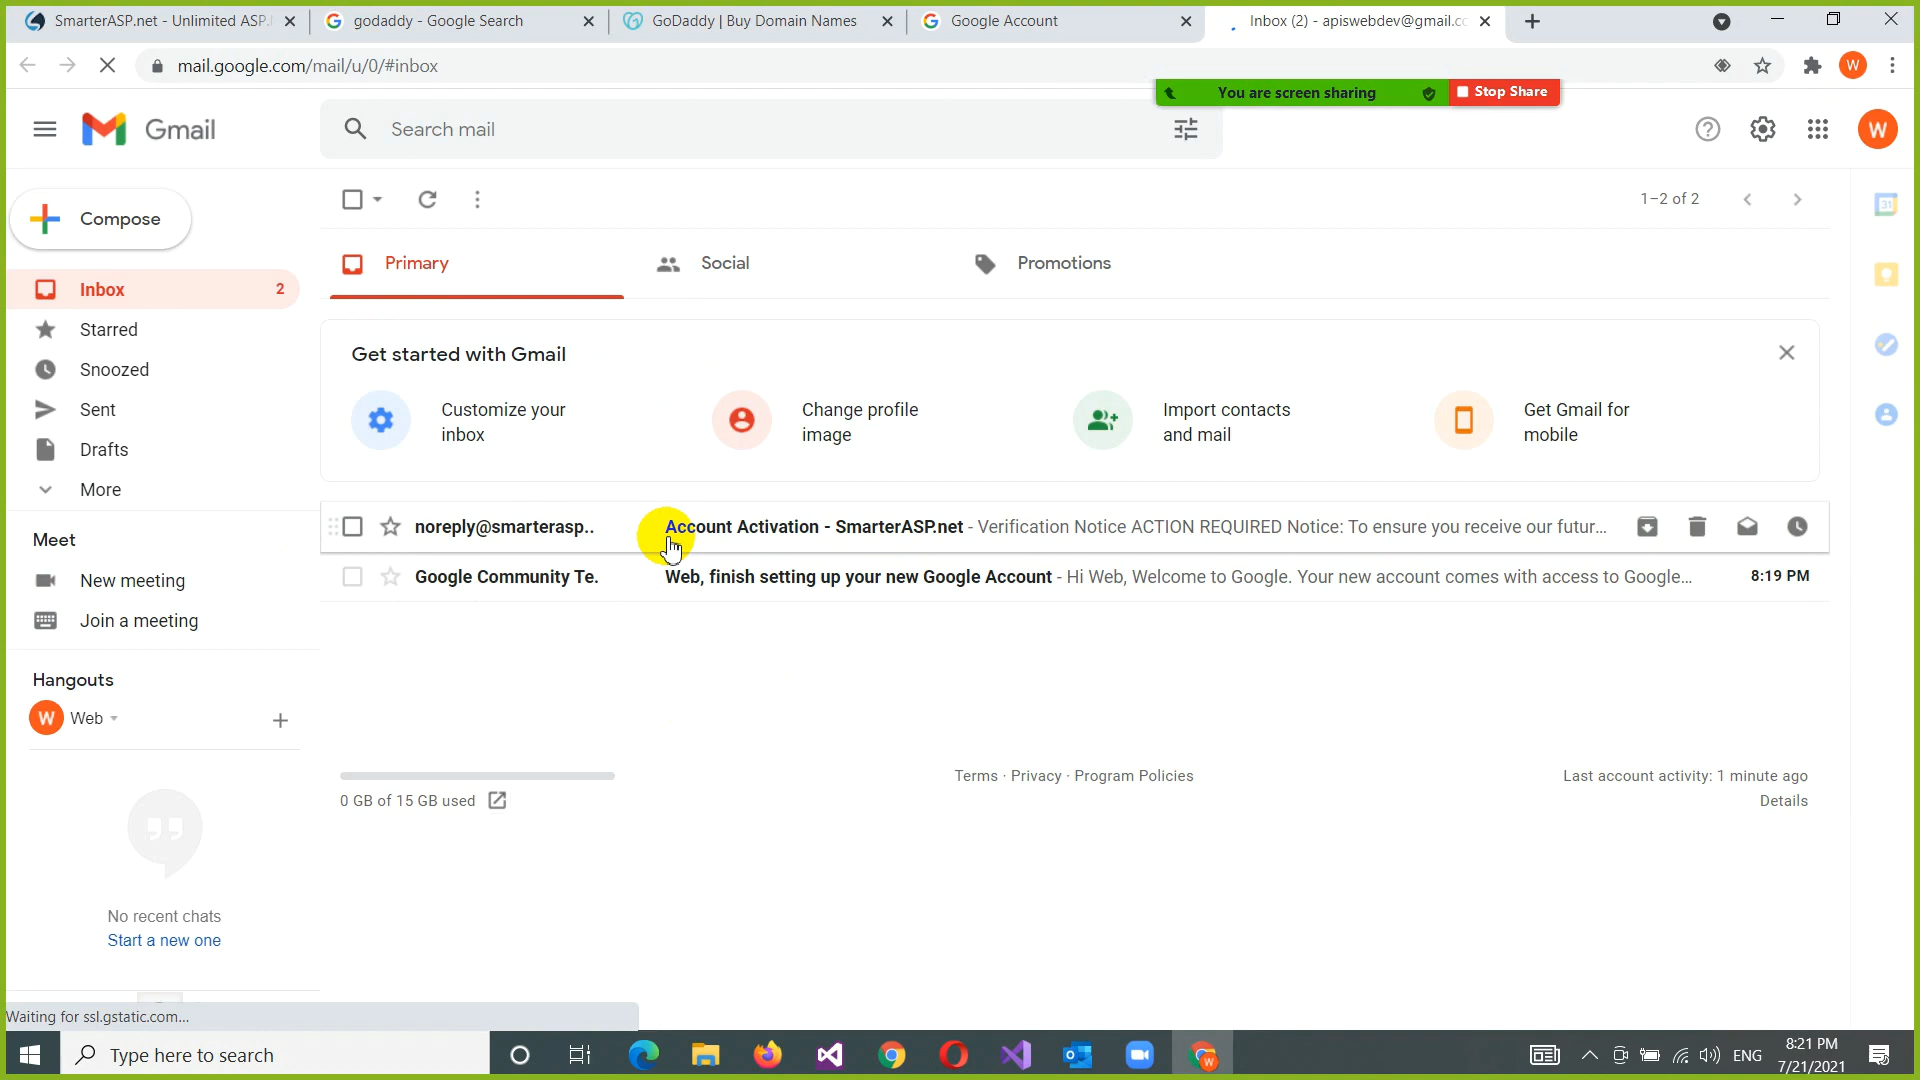 SmarterASP.net - Unlimited ASP.
godaddy - Google Search
GoDaddy | Buy Domain Names
Google Account
Inbox (2) - apiswebdev@gmail.co
mail.google.com/mail/u/0/#inbox
W
You are screen sharing
Stop Share
Gmail
Search mail
W
Compose
1–2 of 2
31
Primary
Social
Promotions
Inbox
2
Starred
Snoozed
Sent
Drafts
More
Get started with Gmail
Customize your
inbox
Change profile
image
Import contacts
and mail
Get Gmail for
mobile
noreply@smarterasp..
Account Activation - SmarterASP.net - Verification Notice ACTION REQUIRED Notice: To ensure you receive our futur...
Google Community Te.
Web, finish setting up your new Google Account - Hi Web, Welcome to Google. Your new account comes with access to Google...
8:19 PM
Meet
New meeting
Join a meeting
Hangouts
W
Web
0 GB of 15 GB used
Terms · Privacy · Program Policies
Last account activity: 1 minute ago
Details
No recent chats
Start a new one
Waiting for ssl.gstatic.com...
Type here to search
W
ENG
8:21 PM
7/21/2021